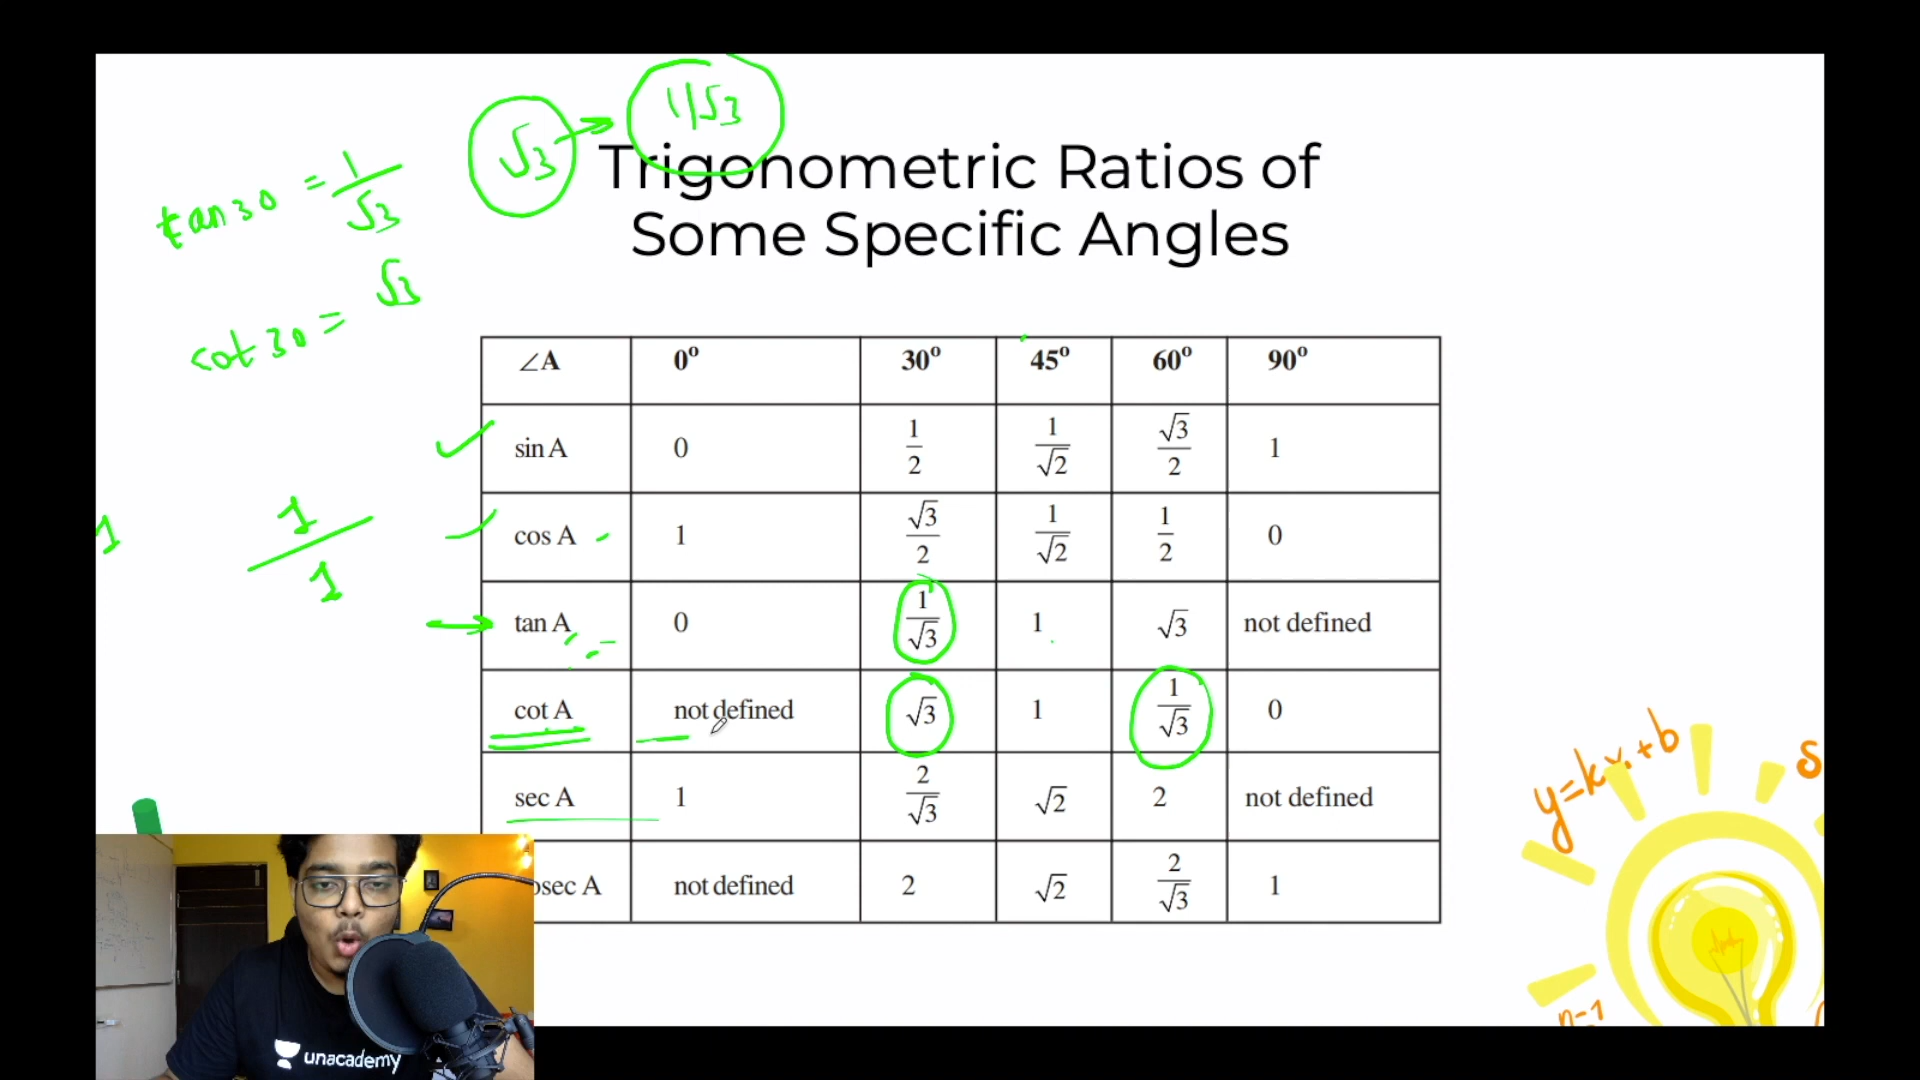 1/√3
√3
tan 30 = 1/√3
Trigonometric Ratios of
Some Specific Angles
cot 30 = √3
∠A 0° 30° 45° 60° 90°
sin A 0 1/2 1/√2 √3/2 1
cos A 1 √3/2 1/√2 1/2 0
1
1/1
tan A 0 1/√3 1 √3 not defined
cot A not defined √3 1 1/√3 0
sec A 1 2/√3 √2 2 not defined
osec A not defined 2 √2 2/√3 1
y=kx+b
unacademy